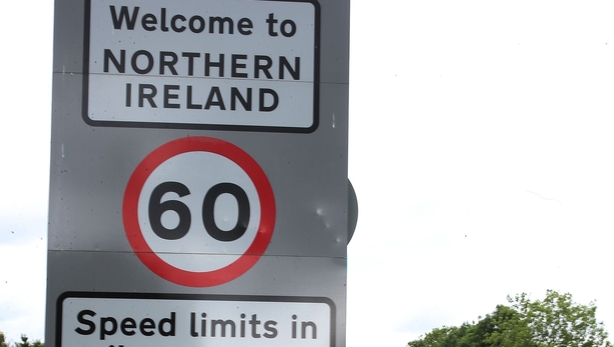 Welcome to
NORTHERN
IRELAND
60
Speed limits in